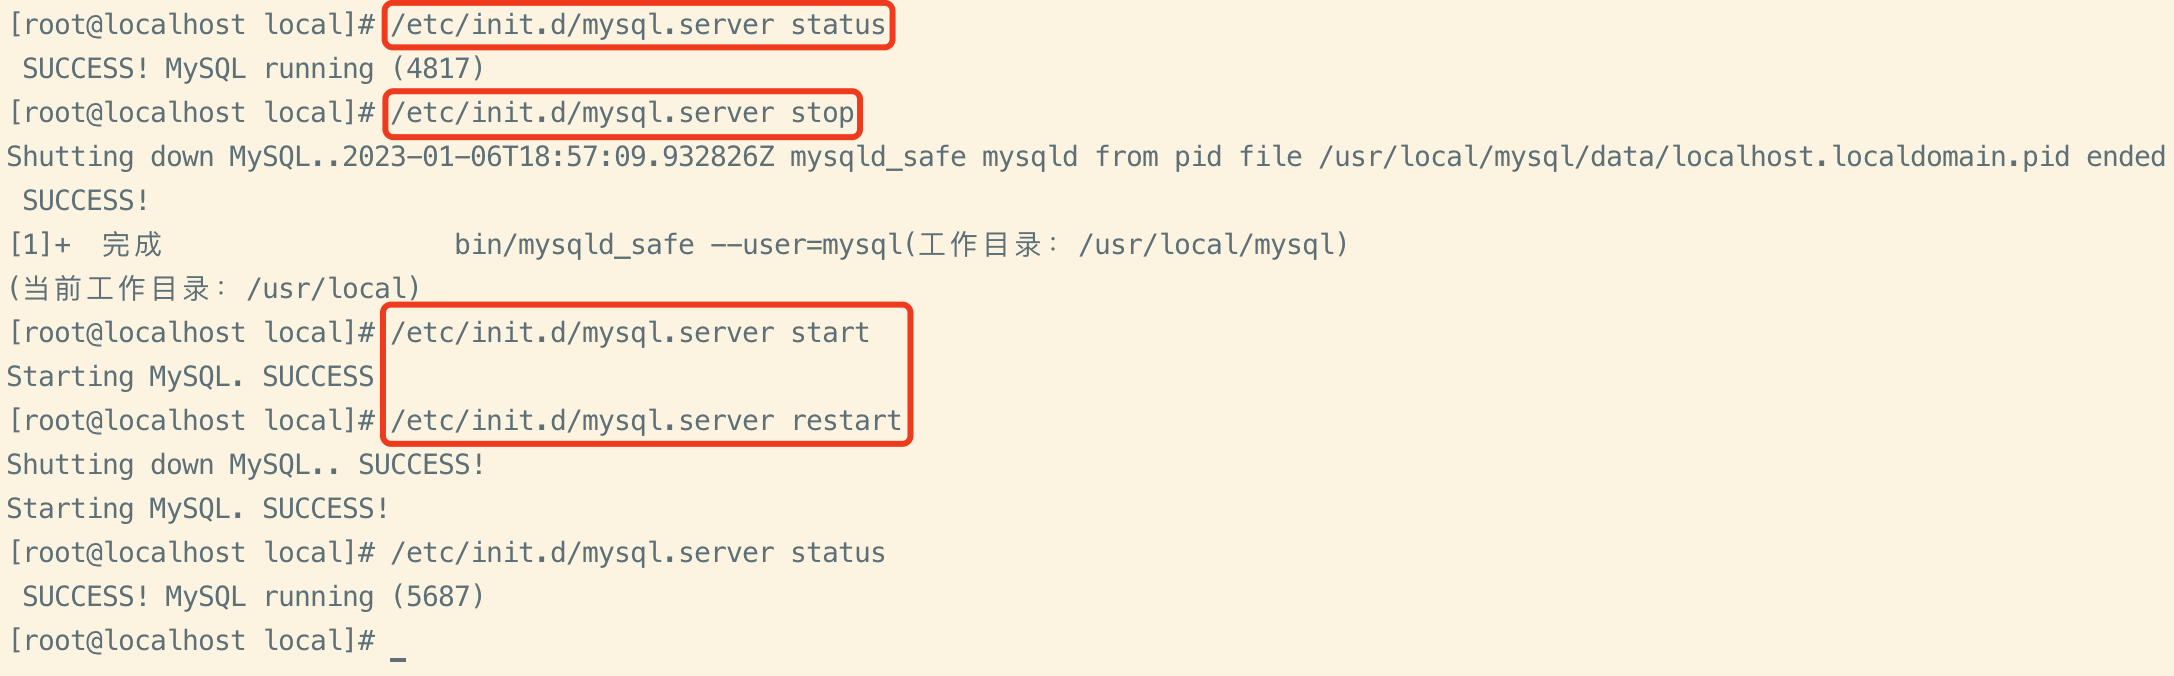 [root@localhost local]# /etc/init.d/mysql.server status
 SUCCESS! MySQL running (4817)
[root@localhost local]# /etc/init.d/mysql.server stop
Shutting down MySQL..2023-01-06T18:57:09.932826Z mysqld_safe mysqld from pid file /usr/local/mysql/data/localhost.localdomain.pid ended
 SUCCESS!
[1]+  完成                  bin/mysqld_safe --user=mysql(工作目录：/usr/local/mysql)
(当前工作目录：/usr/local)
[root@localhost local]# /etc/init.d/mysql.server start
Starting MySQL. SUCCESS
[root@localhost local]# /etc/init.d/mysql.server restart
Shutting down MySQL.. SUCCESS!
Starting MySQL. SUCCESS!
[root@localhost local]# /etc/init.d/mysql.server status
 SUCCESS! MySQL running (5687)
[root@localhost local]# _